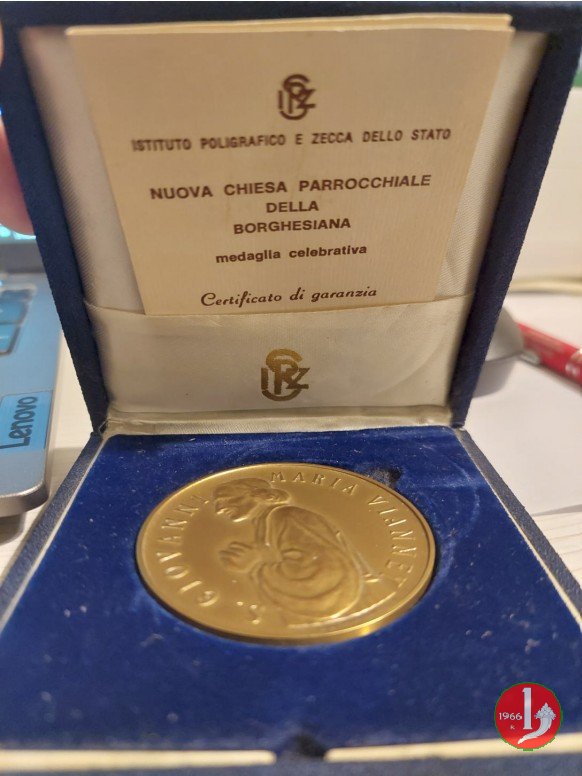 ISTITUTO POLIGRAFICO E ZECCA DELLO STATO
NUOVA CHIESA PARROCCHIALE
DELLA
BORGHESIANA
medaglia celebrativa
Certificato di garanzia
S. GIOVANNI MARIA VIANNEY
Lenovo
1966
R